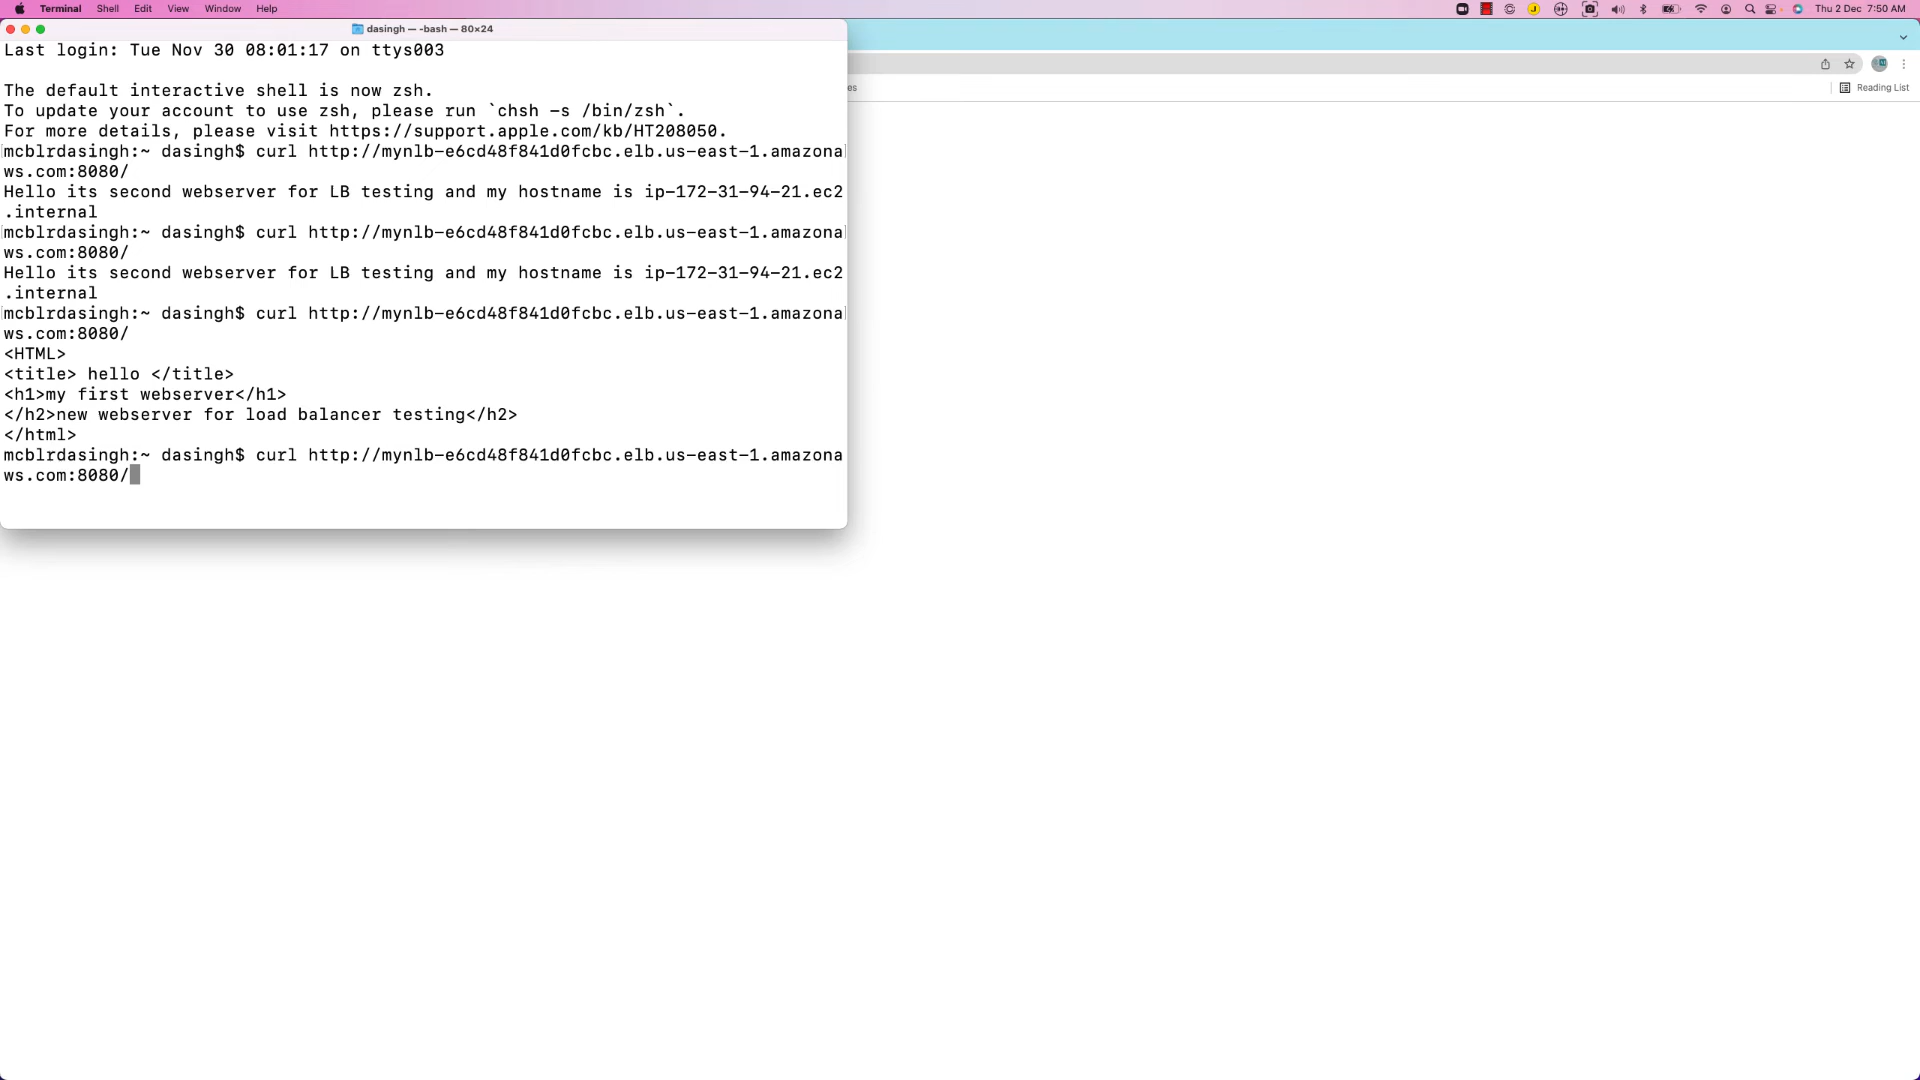 Terminal Shell Edit View Window Help Thu 2 Dec 7:50 AM
dasingh — -bash — 80×24
Last login: Tue Nov 30 08:01:17 on ttys003
The default interactive shell is now zsh.
To update your account to use zsh, please run `chsh -s /bin/zsh`.
For more details, please visit https://support.apple.com/kb/HT208050.
mcblrdasingh:~ dasingh$ curl http://mynlb-e6cd48f841d0fcbc.elb.us-east-1.amazona
ws.com:8080/
Hello its second webserver for LB testing and my hostname is ip-172-31-94-21.ec2
.internal
mcblrdasingh:~ dasingh$ curl http://mynlb-e6cd48f841d0fcbc.elb.us-east-1.amazona
ws.com:8080/
Hello its second webserver for LB testing and my hostname is ip-172-31-94-21.ec2
.internal
mcblrdasingh:~ dasingh$ curl http://mynlb-e6cd48f841d0fcbc.elb.us-east-1.amazona
ws.com:8080/
<HTML>
<title> hello </title>
<h1>my first webserver</h1>
</h2>new webserver for load balancer testing</h2>
</html>
mcblrdasingh:~ dasingh$ curl http://mynlb-e6cd48f841d0fcbc.elb.us-east-1.amazona
ws.com:8080/
es
Reading List